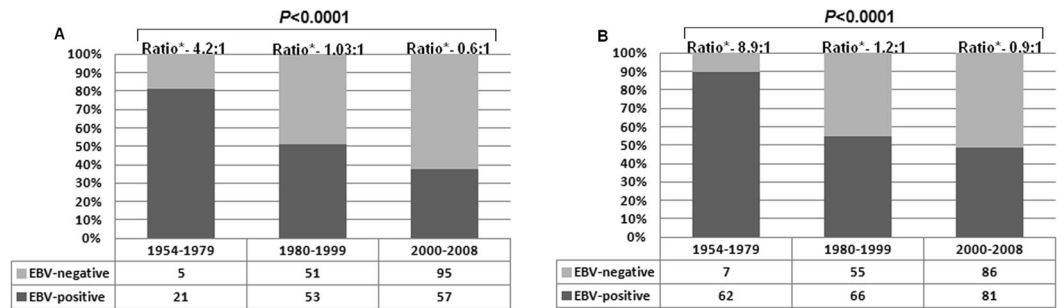 P<0.0001
A
Ratio*- 4.2:1 Ratio*- 1.03:1 Ratio*- 0.6:1
100%
90%
80%
70%
60%
50%
40%
30%
20%
10%
0%
1954-1979 1980-1999 2000-2008
EBV-negative 5 51 95
EBV-positive 21 53 57
P<0.0001
B
Ratio*- 8.9:1 Ratio*- 1.2:1 Ratio*- 0.9:1
100%
90%
80%
70%
60%
50%
40%
30%
20%
10%
0%
1954-1979 1980-1999 2000-2008
EBV-negative 7 55 86
EBV-positive 62 66 81